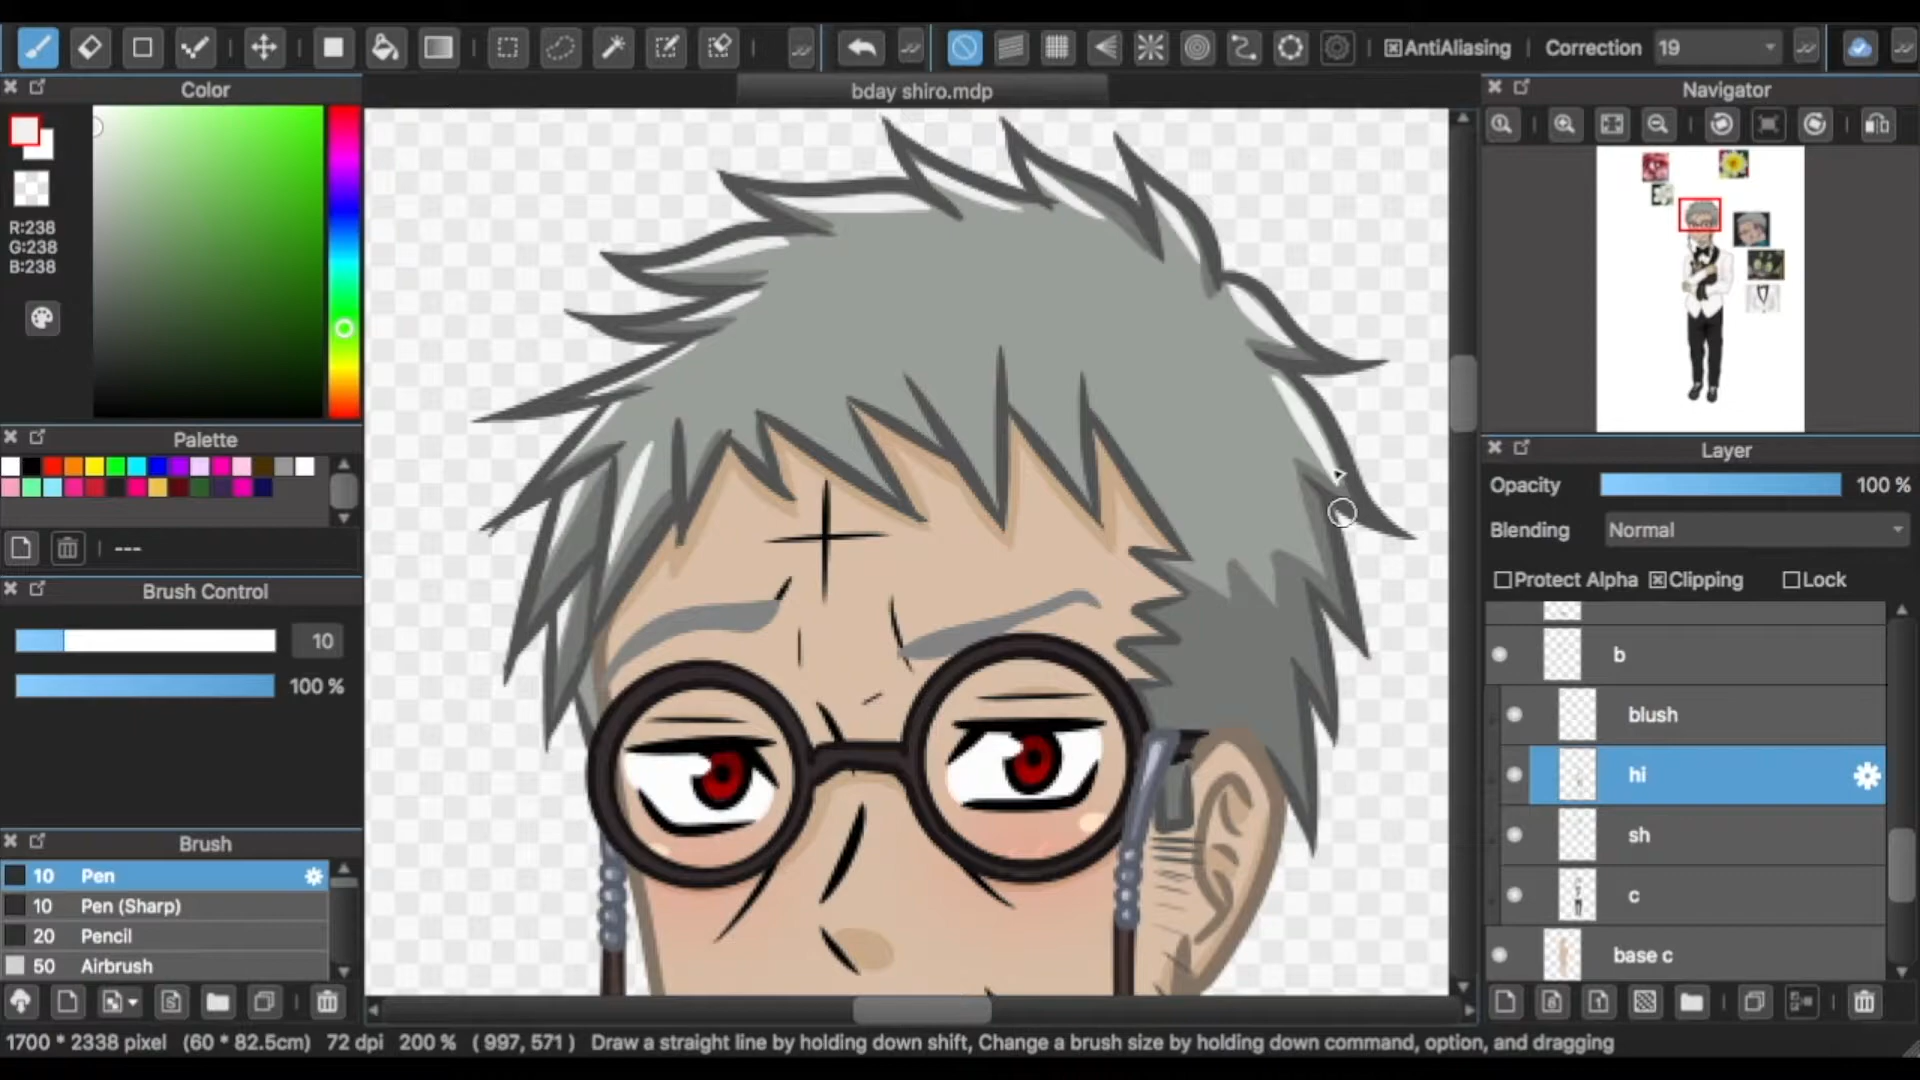 AntiAliasing
Correction 19
Color
bday shiro.mdp
Navigator
R:238
G:238
B:238
Palette
---
Brush Control
10
100 %
Brush
10 Pen
10 Pen (Sharp)
20 Pencil
50 Airbrush
Layer
Opacity 100 %
Blending Normal
Protect Alpha Clipping Lock
b
blush
hi
sh
c
base c
1700 * 2338 pixel (60 * 82.5cm) 72 dpi 200 % ( 997, 571 ) Draw a straight line by holding down shift, Change a brush size by holding down command, option, and dragging